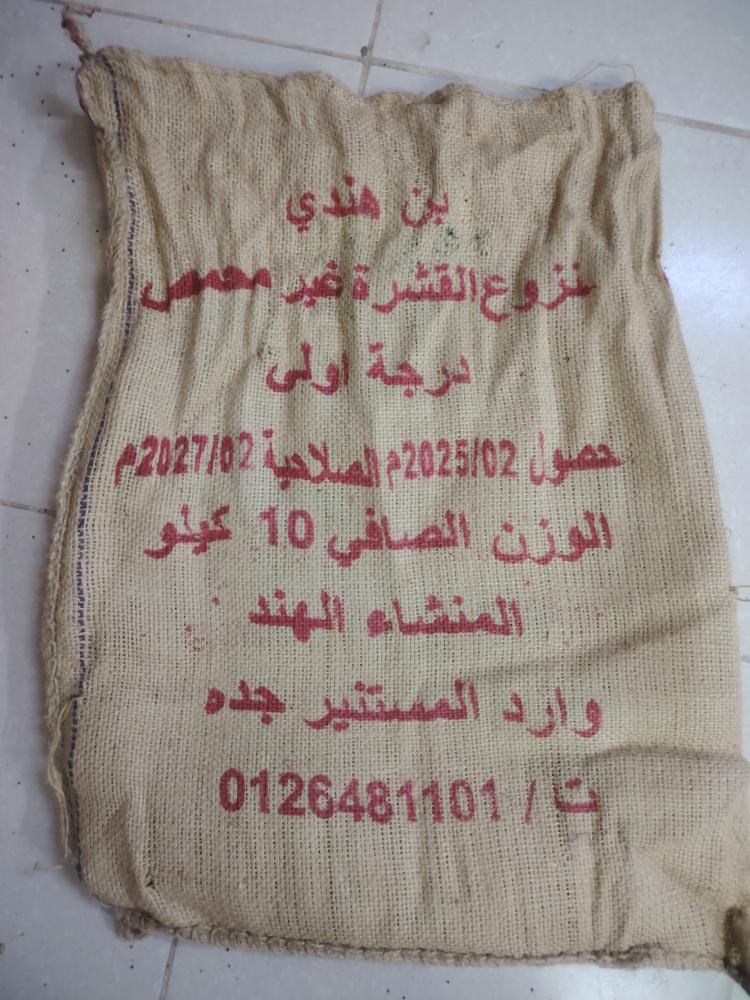 بن هندي
منزوع القشرة غير محمص
درجة اولى
حصول 2025/02م الصلاحية 2027/02م
الوزن الصافي 10 كيلو
المنشاء الهند
وارد المستنير جده
ت / 0126481101